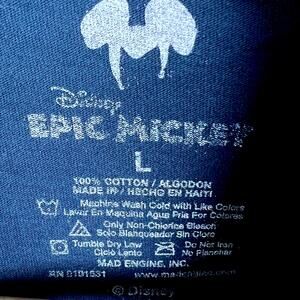 Disney
EPIC MICKEY
L
100% COTTON / ALGODON
MADE IN / HECHO EN HAITI
Machine Wash Cold with Like Colors
Lavar En Maquina Agua Fria For Colores
Only Non-Chlorine Bleach
Solo Blanqueador Sin Cloro
Tumble Dry Low
Ciclo Lento
Do Not Iron
No Planchar
MAD ENGINE, INC.
RN 0101531
© Disney